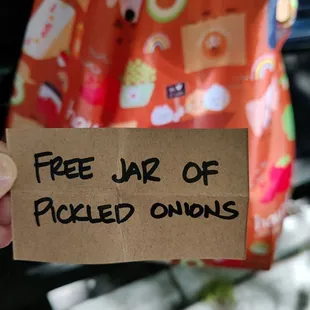 FREE JAR OF
PICKLED ONIONS